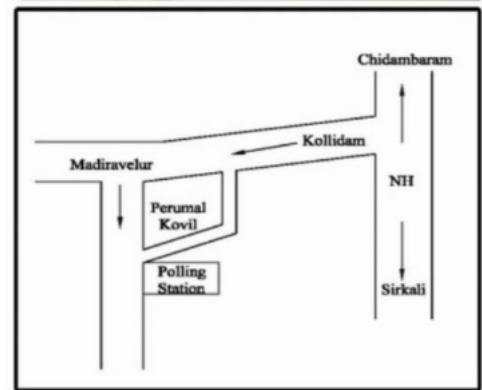 Chidambaram
Kollidam
Madiravelur
NH
Perumal
Kovil
Polling
Station
Sirkali